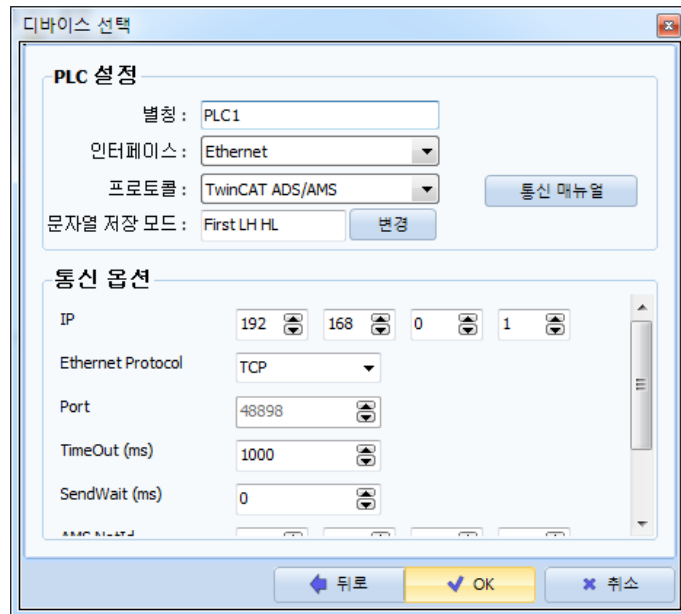 디바이스 선택
PLC 설정
별칭 : PLC1
인터페이스 : Ethernet
프로토콜 : TwinCAT ADS/AMS 통신 매뉴얼
문자열 저장 모드 : First LH HL 변경
통신 옵션
IP 192 168 0 1
Ethernet Protocol TCP
Port 48898
TimeOut (ms) 1000
SendWait (ms) 0
AMS NetId
뒤로 OK 취소